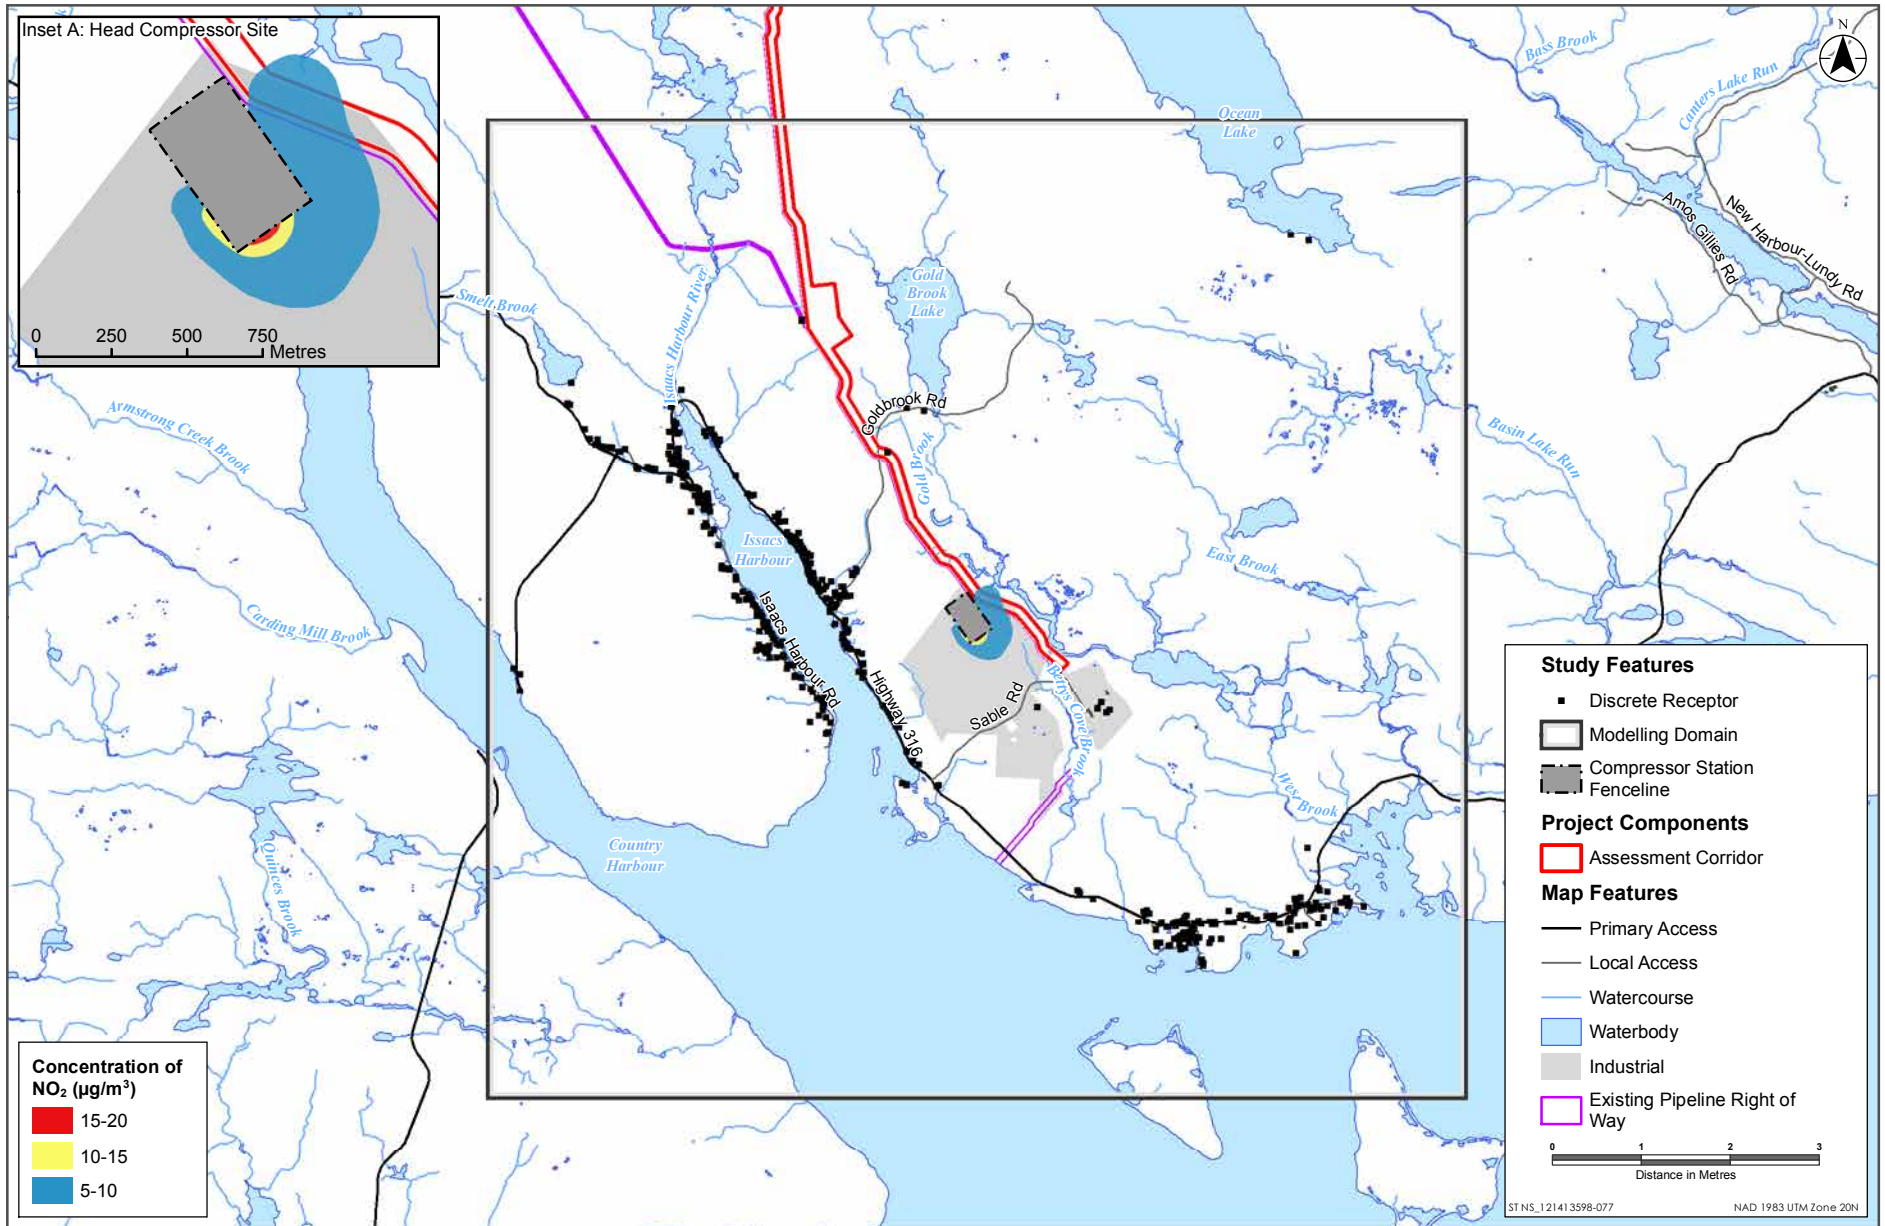 Inset A: Head Compressor Site
0 250 500 750
Metres
N
Bass Brook
Canters Lake Run
Ocean
Lake
Amos Gillies Rd
New Harbour-Lundy Rd
Smelt Brook
Isaacs Harbour River
Gold
Brook
Lake
Goldbrook Rd
Gold Brook
Armstrong Creek Brook
Basin Lake Run
Issacs
Harbour
East Brook
Carding Mill Brook
Isaacs Harbour Rd
Highway 316
Sable Rd
Bettys Cove Brook
Wes Brook
Country
Harbour
Quinces Brook
Study Features
Discrete Receptor
Modelling Domain
Compressor Station
Fenceline
Project Components
Assessment Corridor
Map Features
Primary Access
Local Access
Watercourse
Waterbody
Industrial
Existing Pipeline Right of
Way
0 1 2 3
Distance in Metres
ST NS_121413598-077 NAD 1983 UTM Zone 20N
Concentration of
NO₂ (µg/m³)
15-20
10-15
5-10